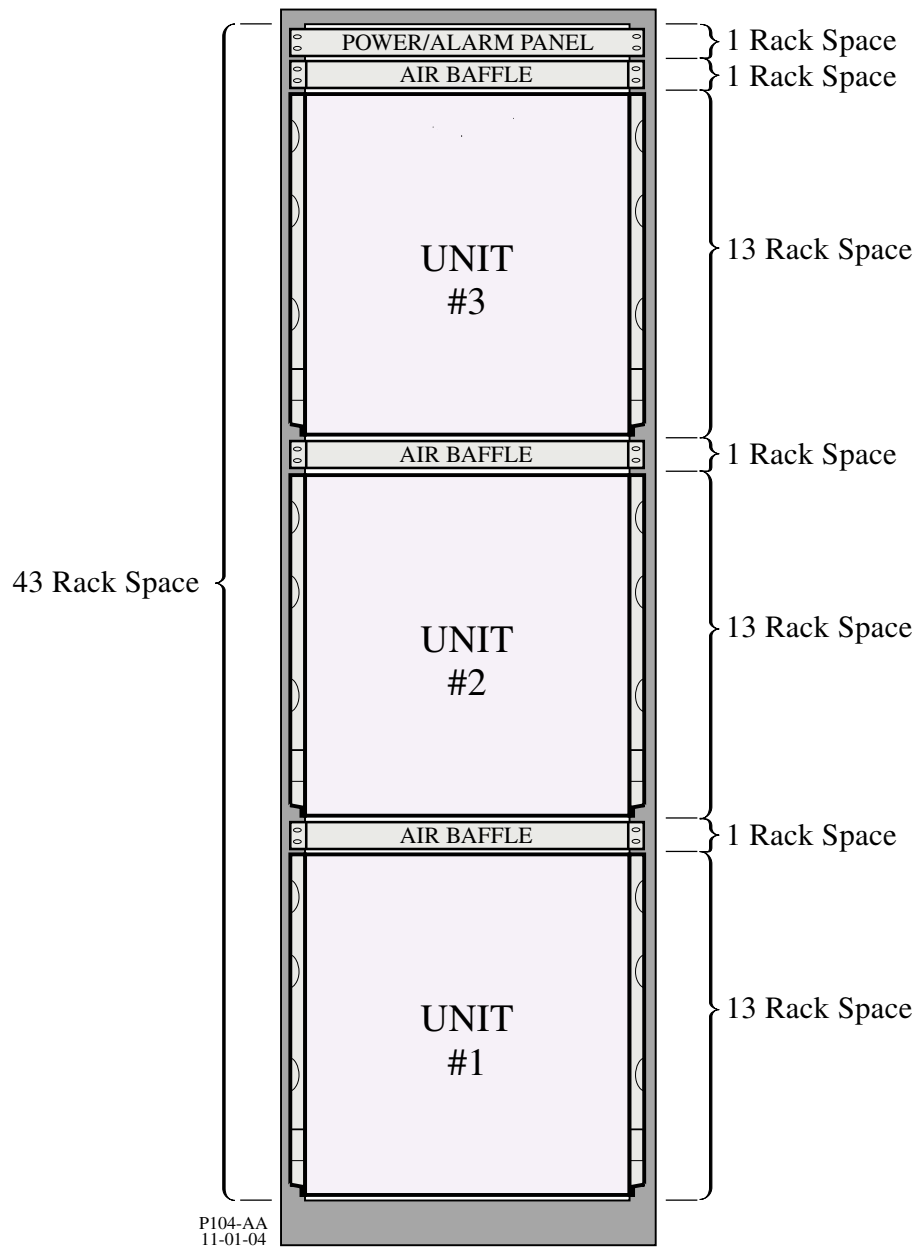 POWER/ALARM PANEL
1 Rack Space
AIR BAFFLE
1 Rack Space
UNIT
#3
13 Rack Space
AIR BAFFLE
1 Rack Space
43 Rack Space
UNIT
#2
13 Rack Space
AIR BAFFLE
1 Rack Space
UNIT
#1
13 Rack Space
P104-AA
11-01-04